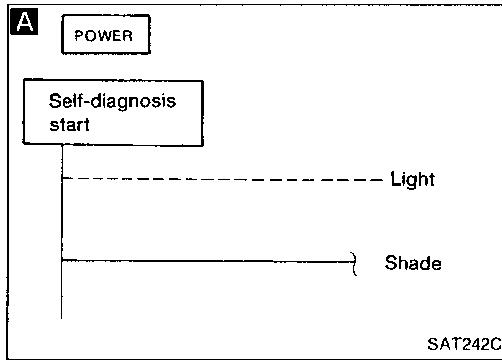 A
POWER
Self-diagnosis
start
Light
Shade
SAT242C